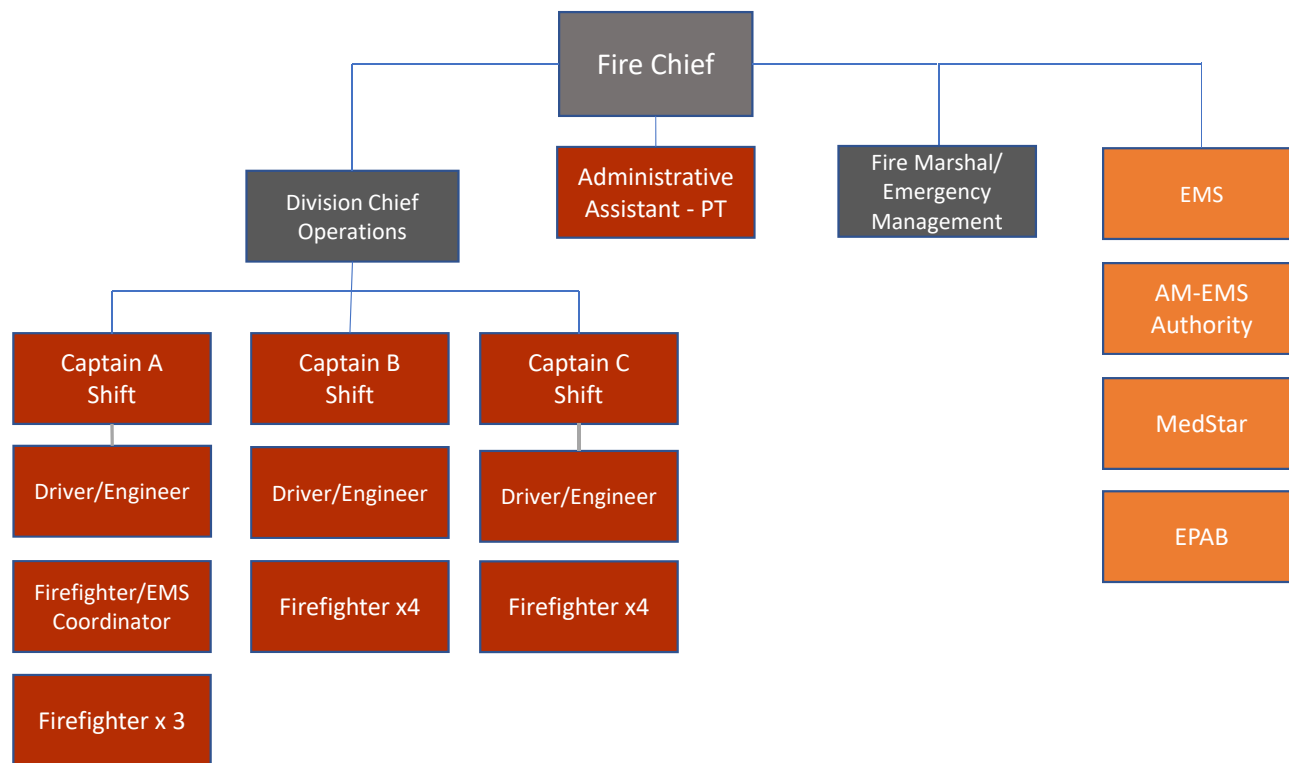 Fire Chief
Administrative
Assistant - PT
Fire Marshal/
Emergency
Management
EMS
Division Chief
Operations
AM-EMS
Authority
Captain A
Shift
Captain B
Shift
Captain C
Shift
MedStar
Driver/Engineer
Driver/Engineer
Driver/Engineer
EPAB
Firefighter/EMS
Coordinator
Firefighter x4
Firefighter x4
Firefighter x 3